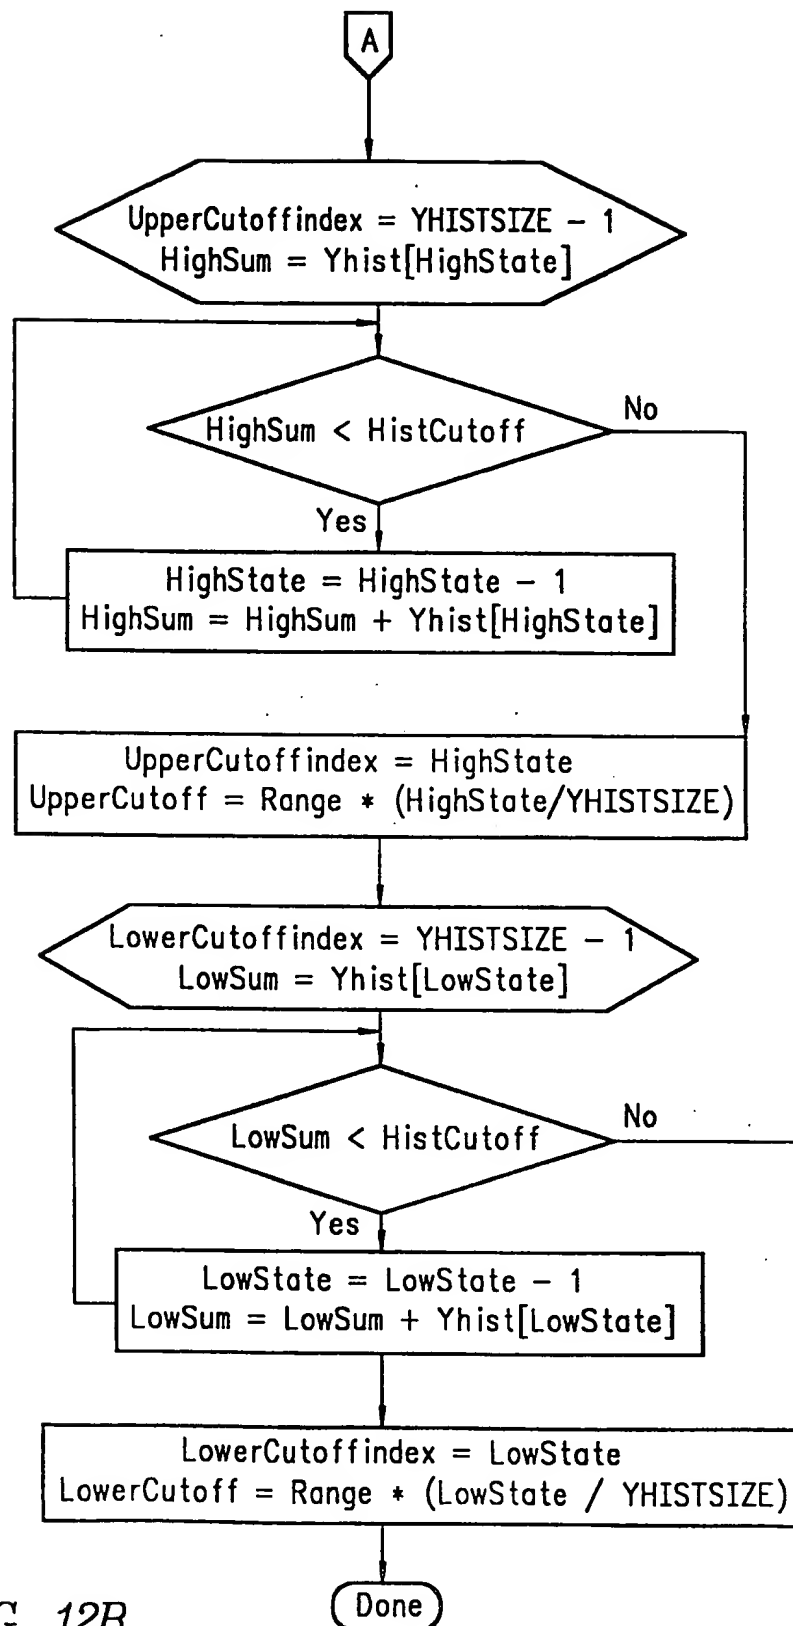 A
UpperCutoffindex = YHISTSIZE - 1
HighSum = Yhist[HighState]
HighSum < HistCutoff
No
Yes
HighState = HighState - 1
HighSum = HighSum + Yhist[HighState]
UpperCutoffindex = HighState
UpperCutoff = Range * (HighState/YHISTSIZE)
LowerCutoffindex = YHISTSIZE - 1
LowSum = Yhist[LowState]
LowSum < HistCutoff
No
Yes
LowState = LowState - 1
LowSum = LowSum + Yhist[LowState]
LowerCutoffindex = LowState
LowerCutoff = Range * (LowState / YHISTSIZE)
Done
G. 12B